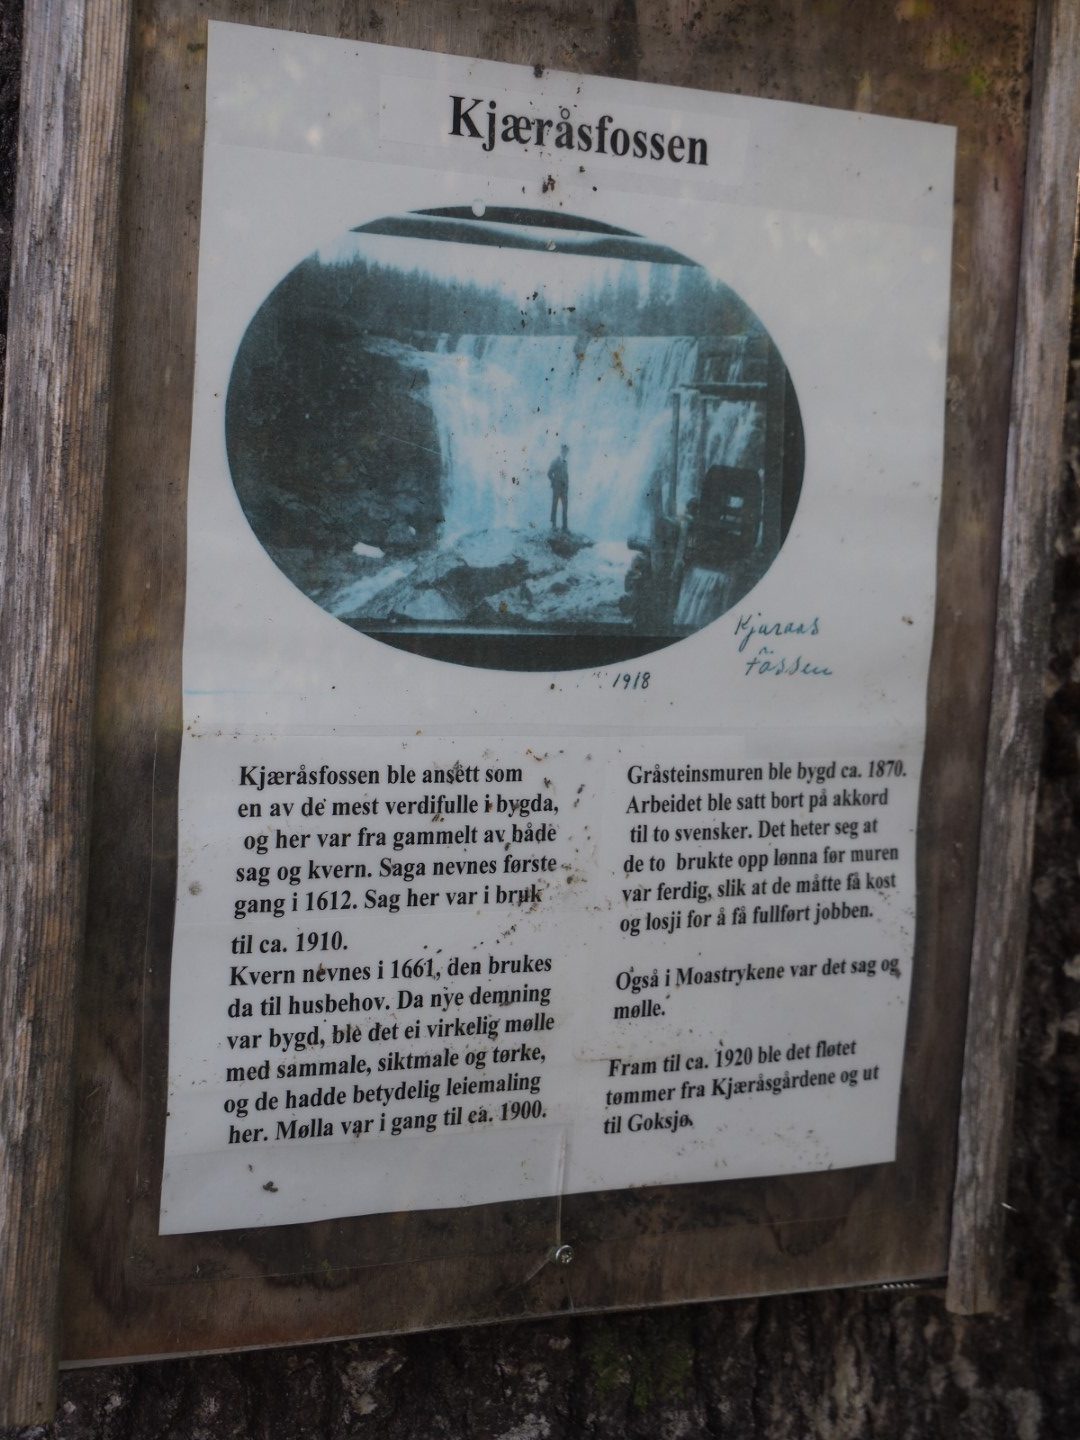 Kjæråsfossen
1918
Kjæraas
fossen
Kjæråsfossen ble ansett som
en av de mest verdifulle i bygda,
og her var fra gammelt av både
sag og kvern. Saga nevnes første
gang i 1612. Sag her var i bruk
til ca. 1910.
Kvern nevnes i 1661, den brukes
da til husbehov. Da nye demning
var bygd, ble det ei virkelig mølle
med sammale, siktmale og tørke,
og de hadde betydelig leiemaling
her. Mølla var i gang til ca. 1900.
Gråsteinsmuren ble bygd ca. 1870.
Arbeidet ble satt bort på akkord
til to svensker. Det heter seg at
de to brukte opp lønna før muren
var ferdig, slik at de måtte få kost
og losji for å få fullført jobben.
Også i Moastrykene var det sag og
mølle.
Fram til ca. 1920 ble det fløtet
tømmer fra Kjæråsgårdene og ut
til Goksjø.